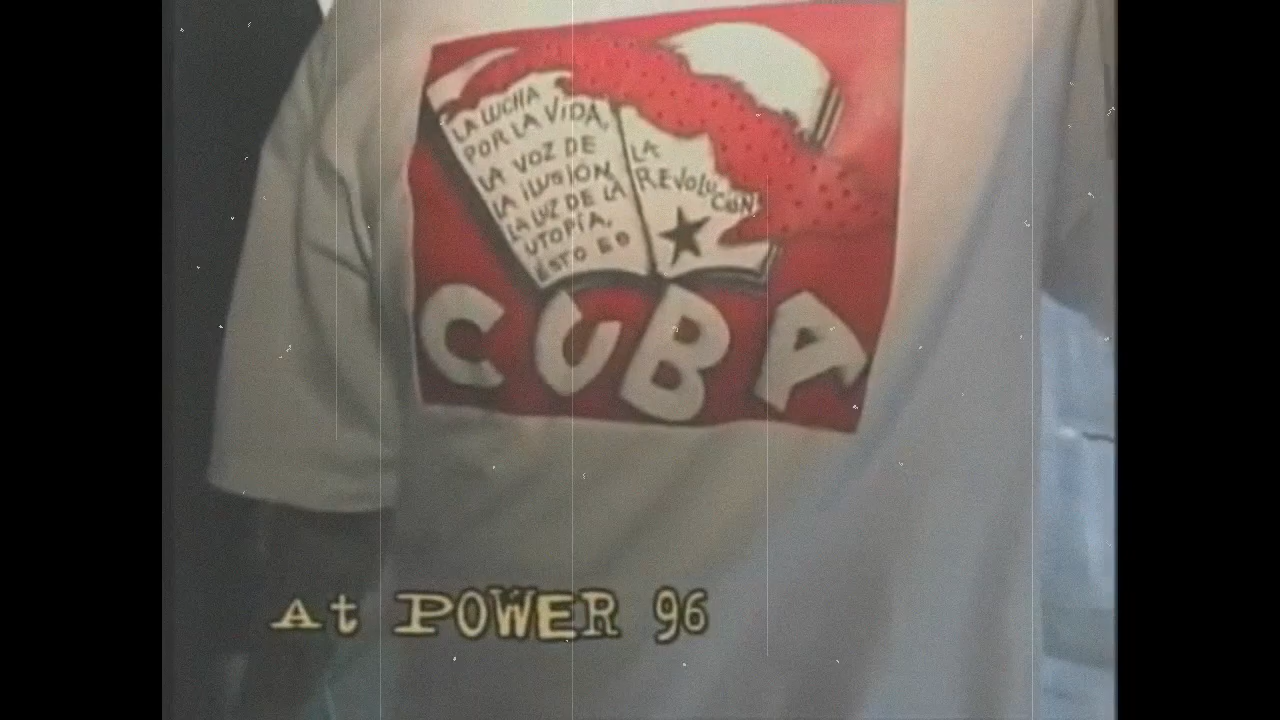 LA LUCHA
POR LA VIDA,
LA VOZ DE
LA ILUSIÓN
LA LUZ DE LA
UTOPÍA,
ÉSTO ES
LA
REVOLUCIÓN
CUBA
At POWER 96